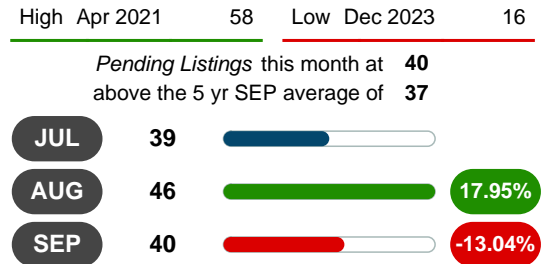 High Apr 2021 58 Low Dec 2023 16
Pending Listings this month at 40
above the 5 yr SEP average of 37
JUL 39
AUG 46 17.95%
SEP 40 -13.04%